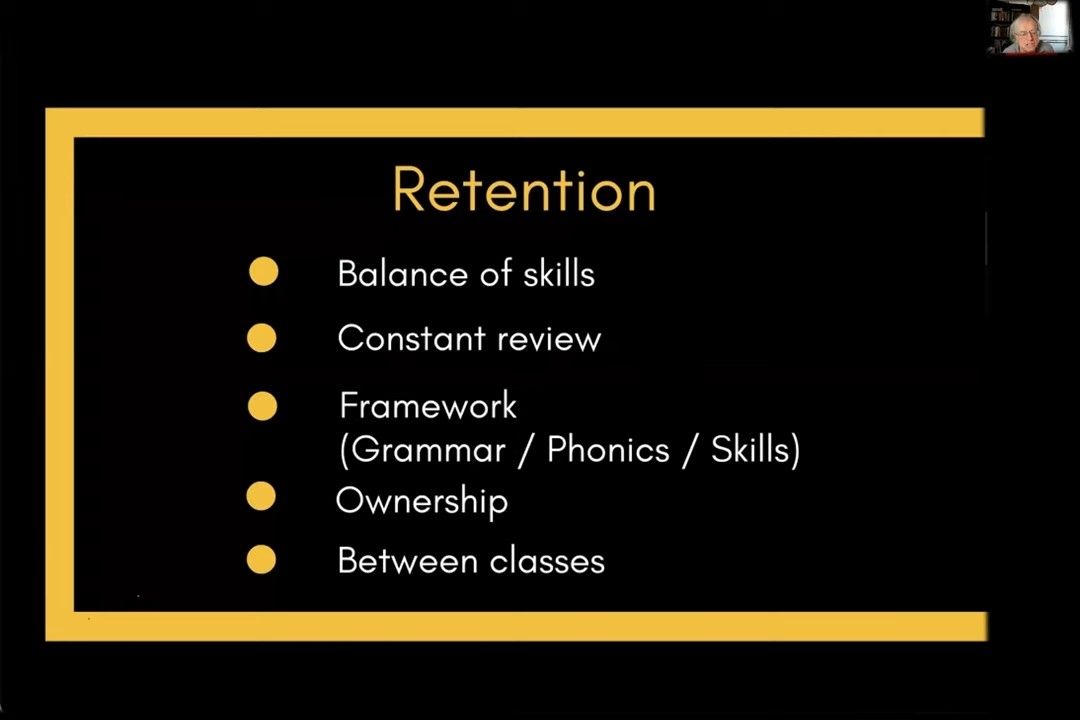 Retention
Balance of skills
Constant review
Framework
(Grammar / Phonics / Skills)
Ownership
Between classes